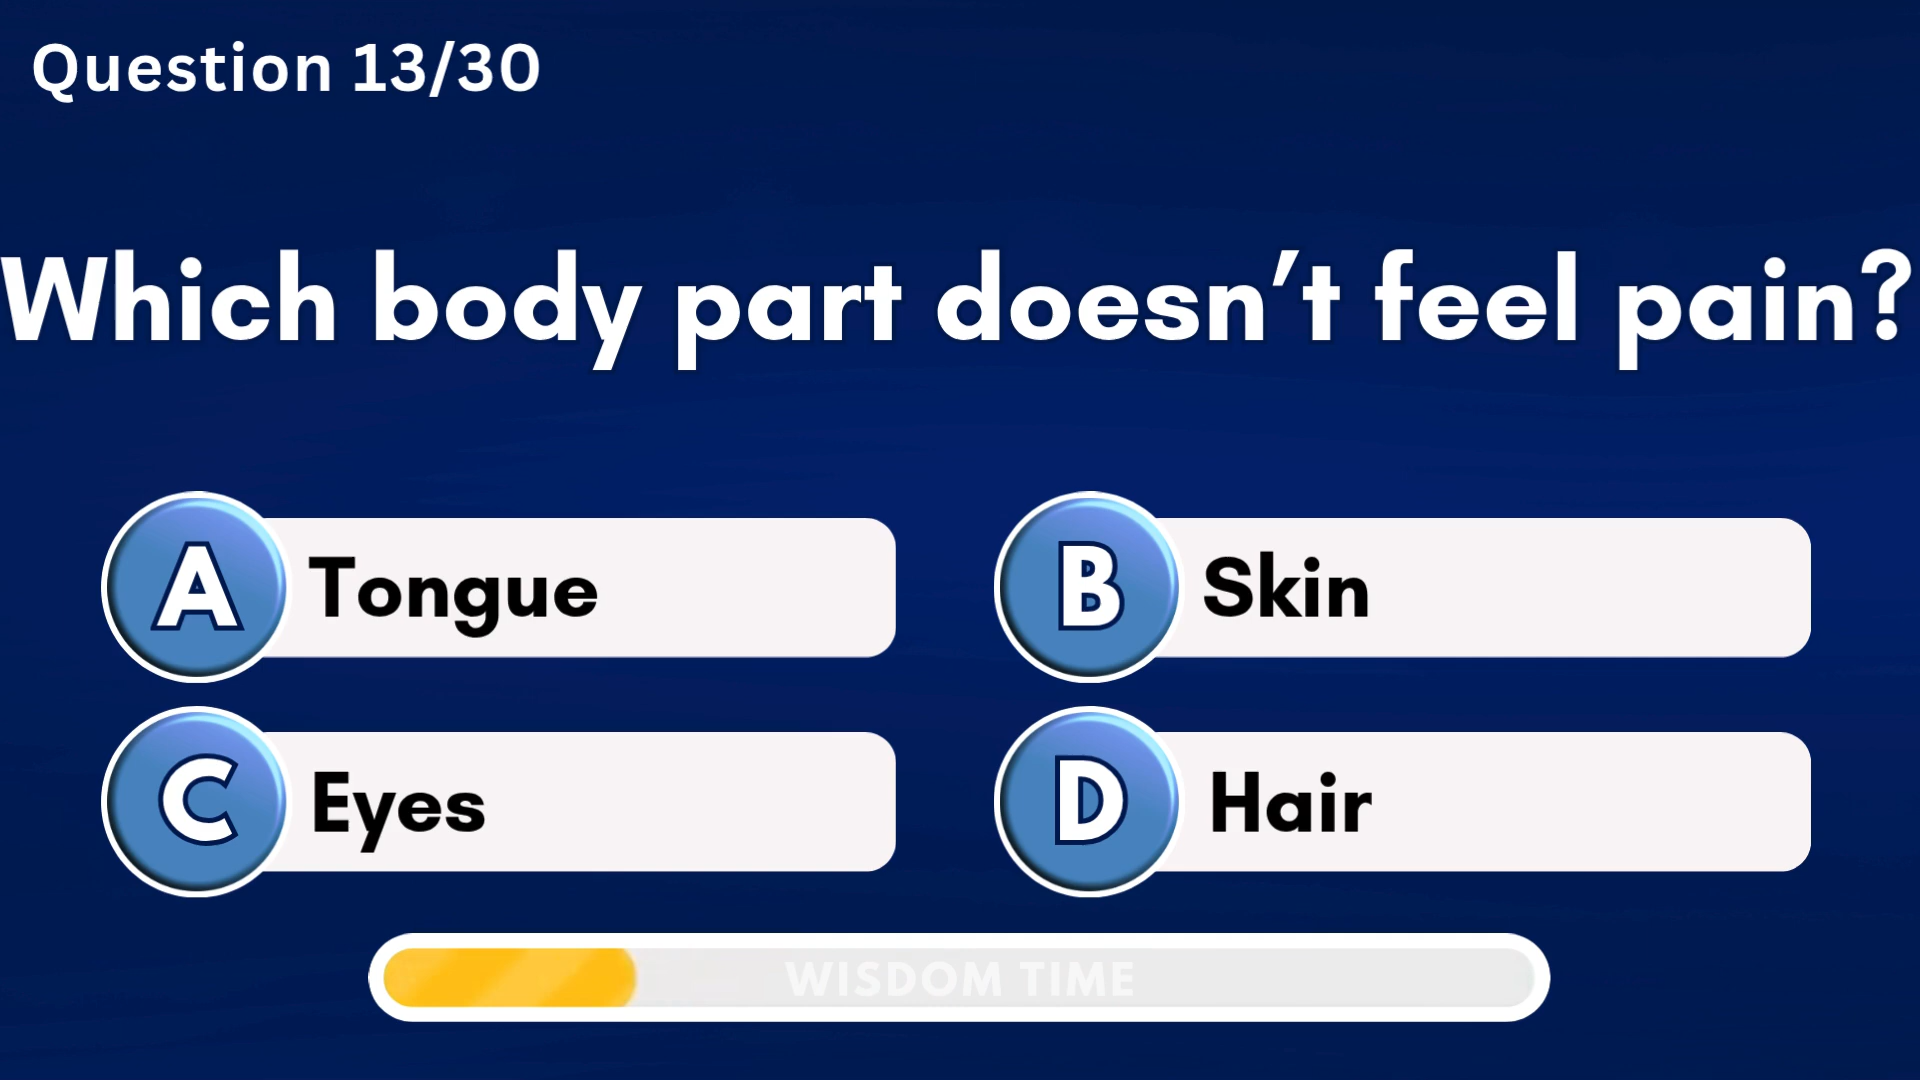 Question 13/30
Which body part doesn’t feel pain?
A Tongue
B Skin
C Eyes
D Hair
WISDOM TIME